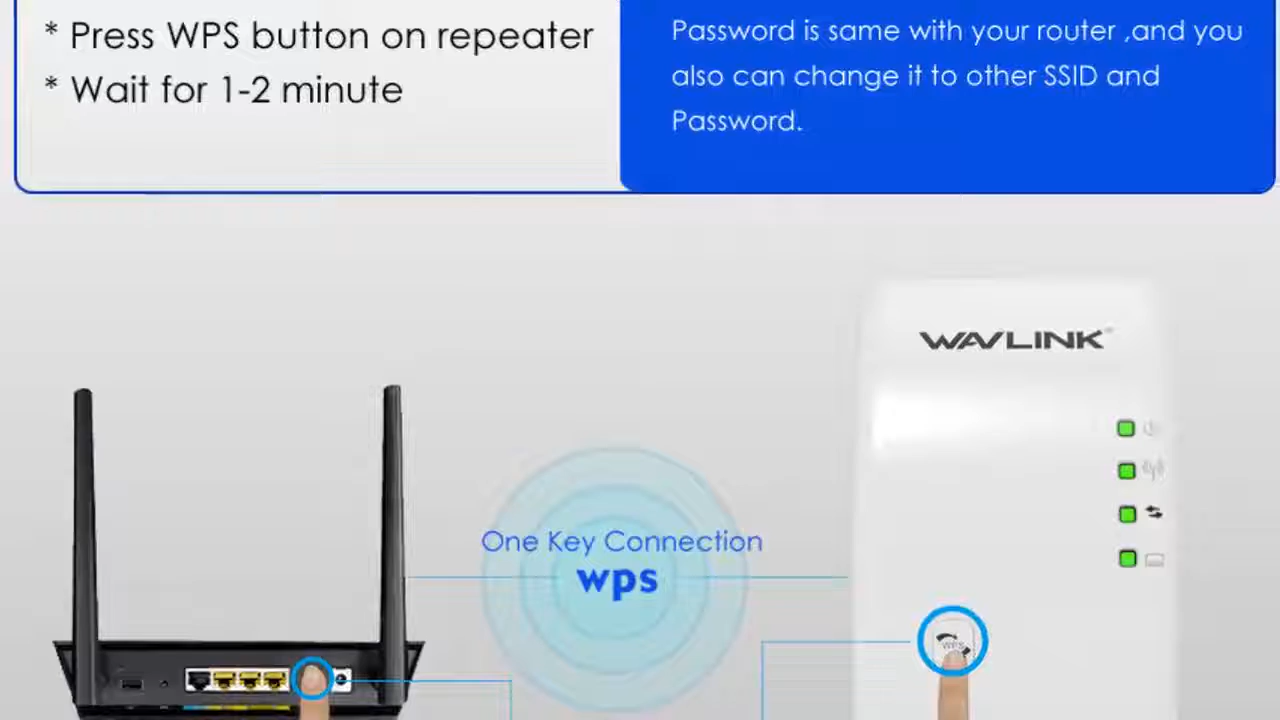 * Press WPS button on repeater
* Wait for 1-2 minute
Password is same with your router ,and you
also can change it to other SSID and
Password.
WAVLINK
One Key Connection
wps
WPS